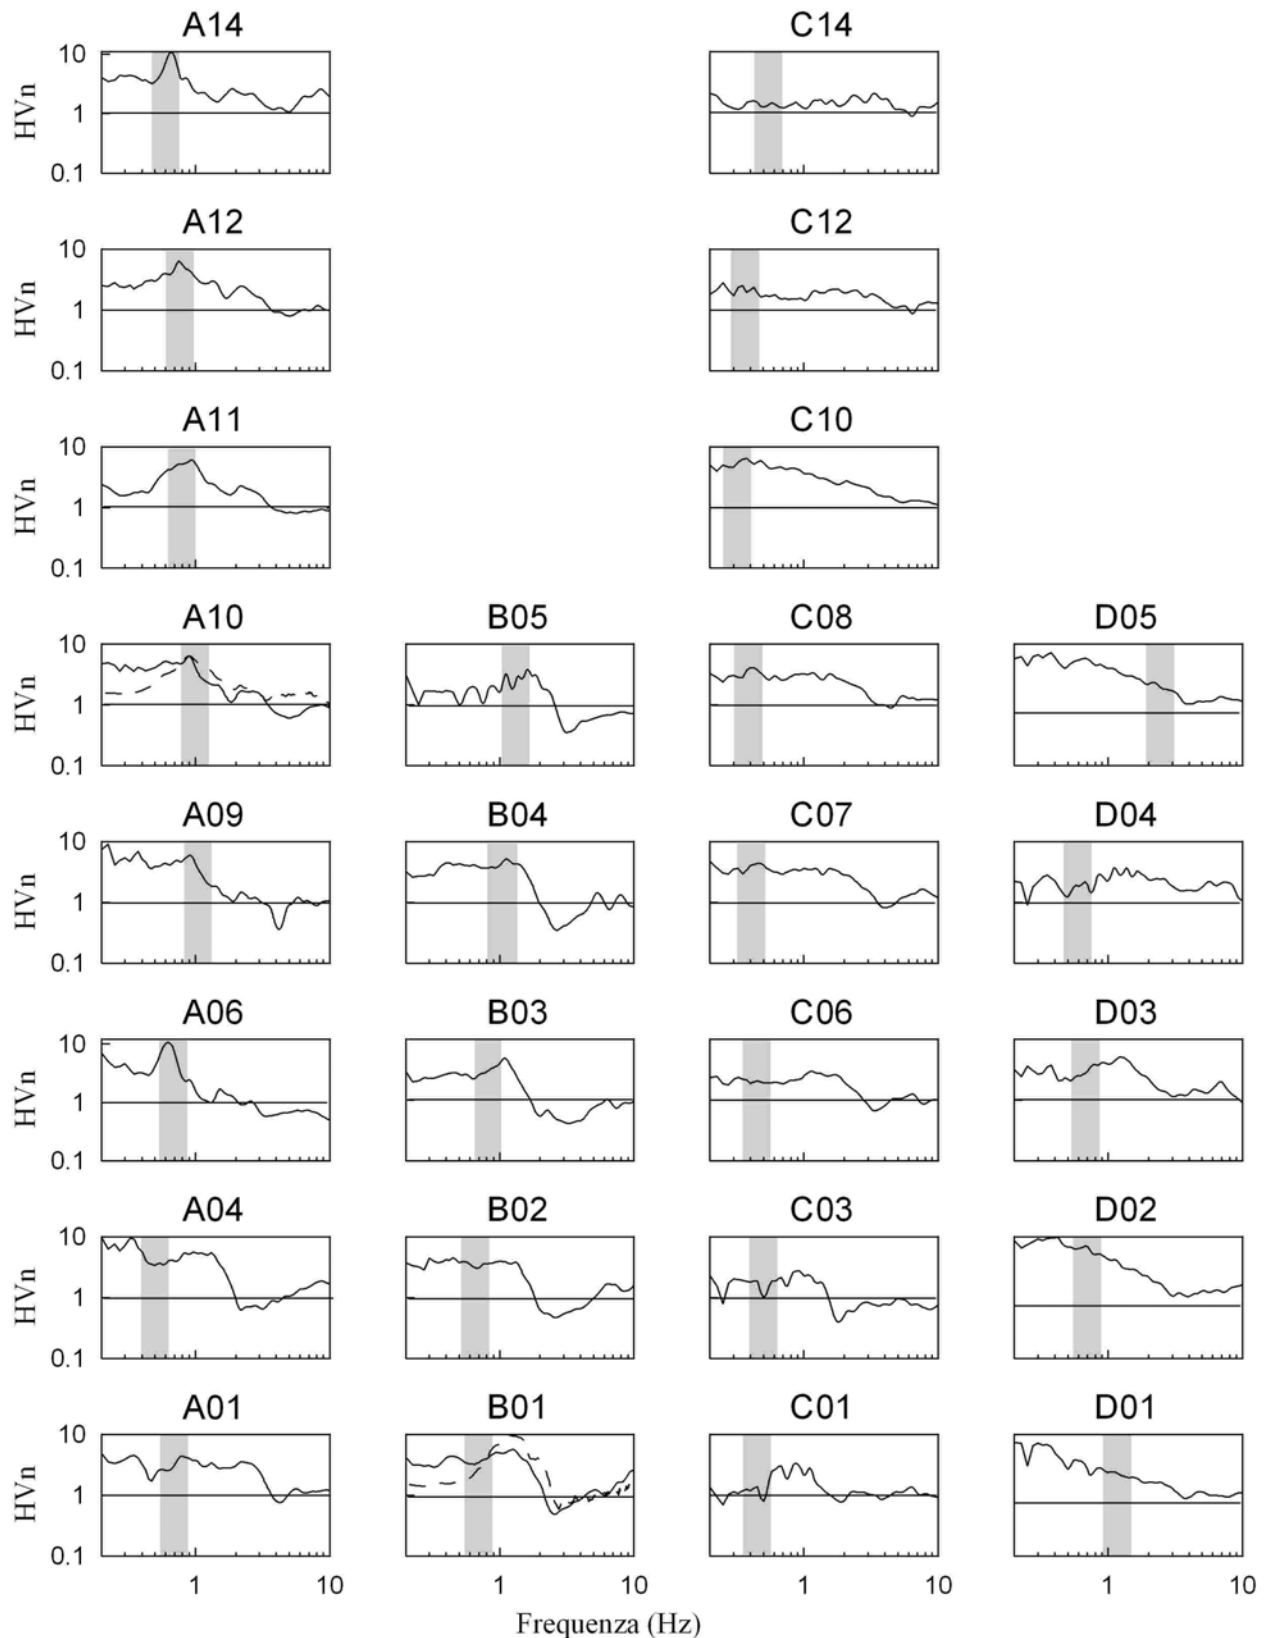 A14 C14
HVn 10
1
0.1
A12 C12
HVn 10
1
0.1
A11 C10
HVn 10
1
0.1
A10 B05 C08 D05
HVn 10
1
0.1
A09 B04 C07 D04
HVn 10
1
0.1
A06 B03 C06 D03
HVn 10
1
0.1
A04 B02 C03 D02
HVn 10
1
0.1
A01 B01 C01 D01
HVn 10
1
0.1
1 10 1 10 1 10 1 10
Frequenza (Hz)